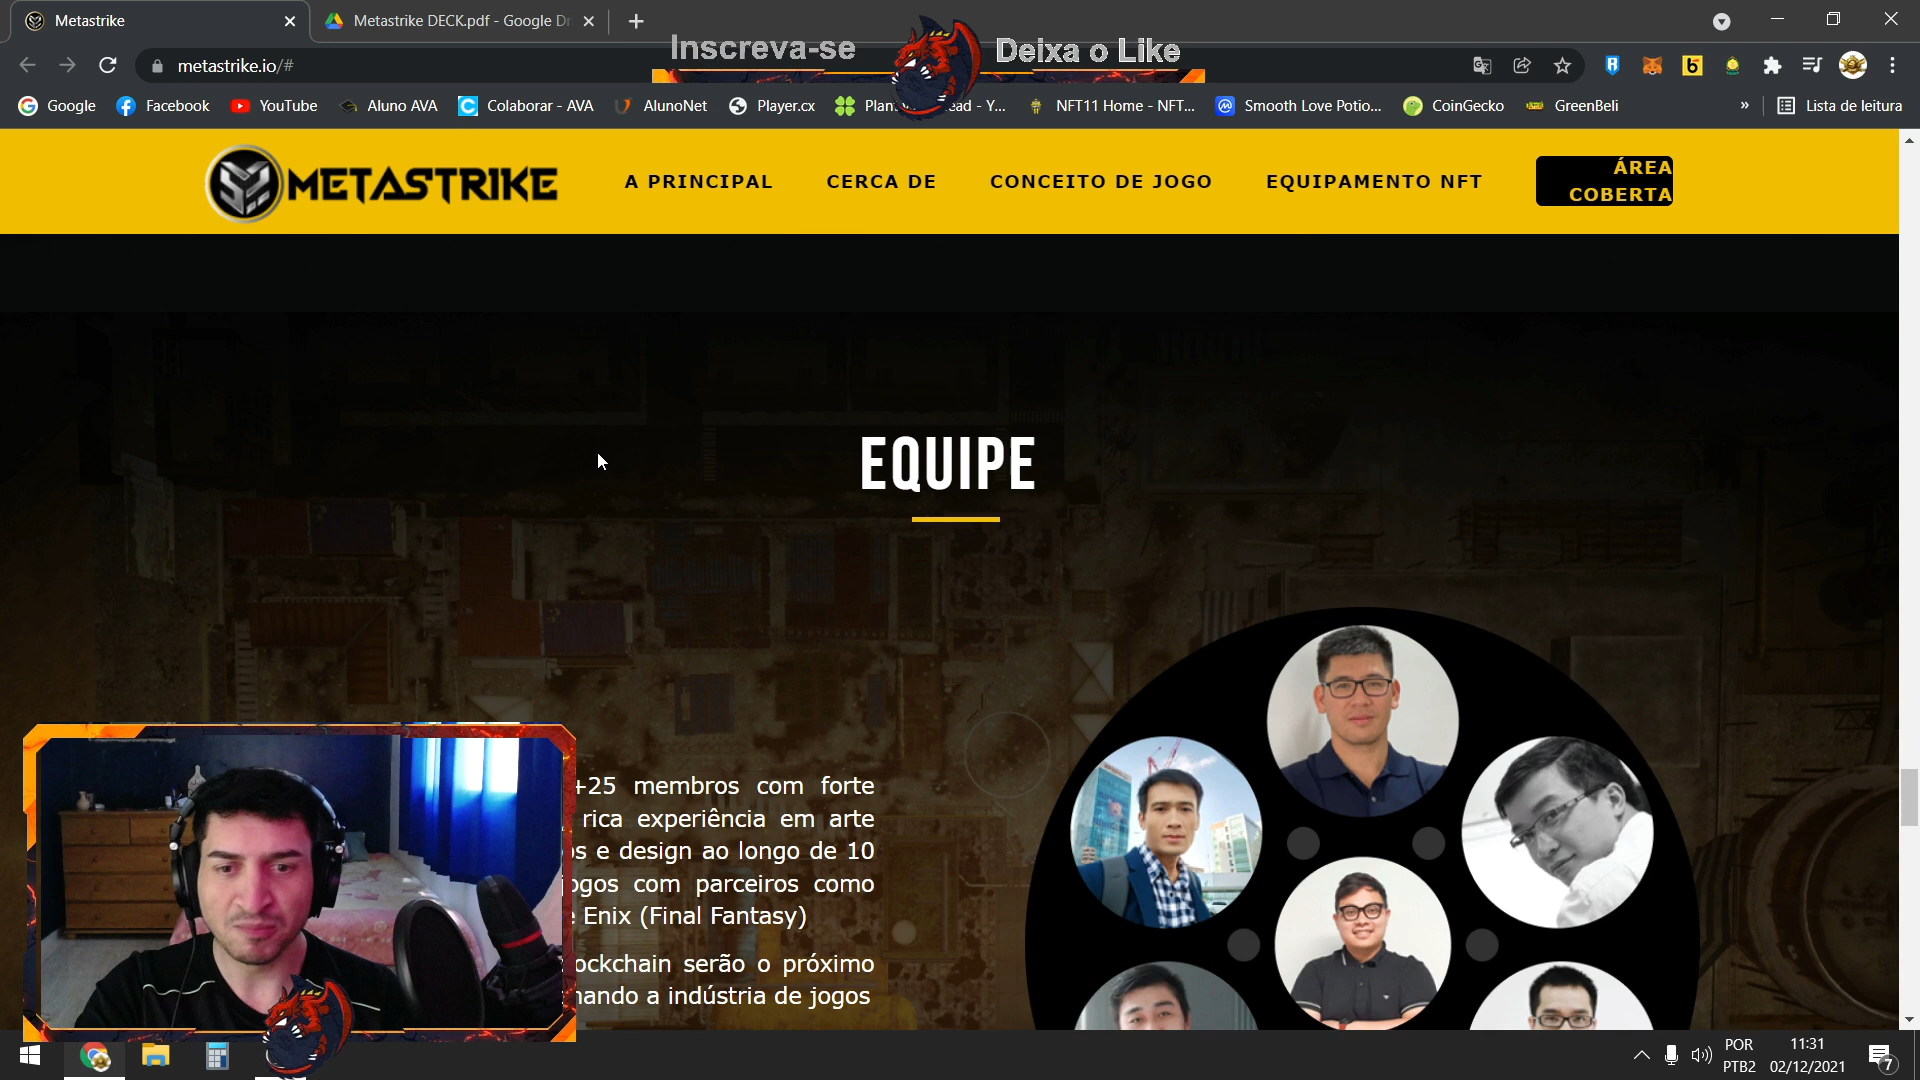 Metastrike
Metastrike DECK.pdf - Google Dr
Inscreva-se
Deixa o Like
metastrike.io/#
Google
Facebook
YouTube
Aluno AVA
Colaborar - AVA
AlunoNet
Player.cx
ead - Y...
NFT11 Home - NFT...
Smooth Love Potio...
CoinGecko
GreenBeli
»
Lista de leitura
METASTRIKE
A PRINCIPAL
CERCA DE
CONCEITO DE JOGO
EQUIPAMENTO NFT
ÁREA
COBERTA
EQUIPE
+25 membros com forte
rica experiência em arte
e design ao longo de 10
com parceiros como
Enix (Final Fantasy)
serão o próximo
a indústria de jogos
POR
PTB2
11:31
02/12/2021
7